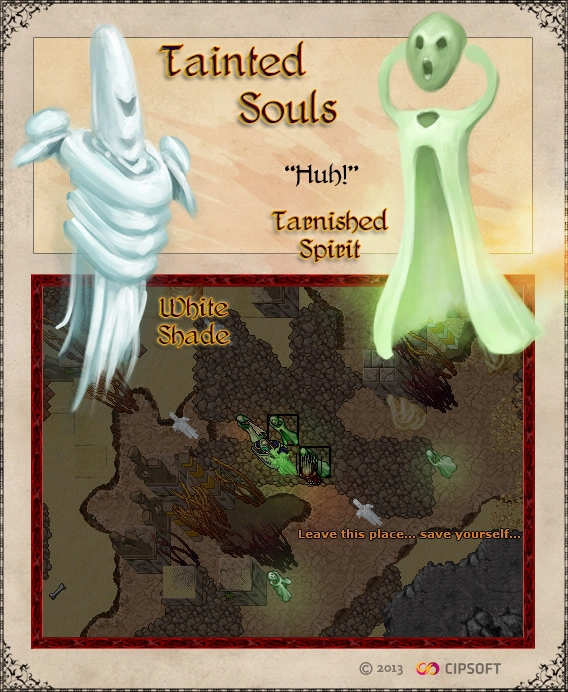 Tainted
Souls
“Huh!”
Tarnished
Spirit
White
Shade
Leave this place... save yourself...
© 2013 CIPSOFT